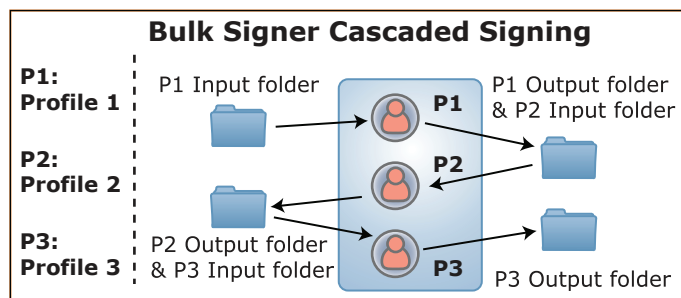 Bulk Signer Cascaded Signing
P1:
Profile 1
P2:
Profile 2
P3:
Profile 3
P1 Input folder
P1
P1 Output folder
& P2 Input folder
P2
P2 Output folder
& P3 Input folder
P3
P3 Output folder